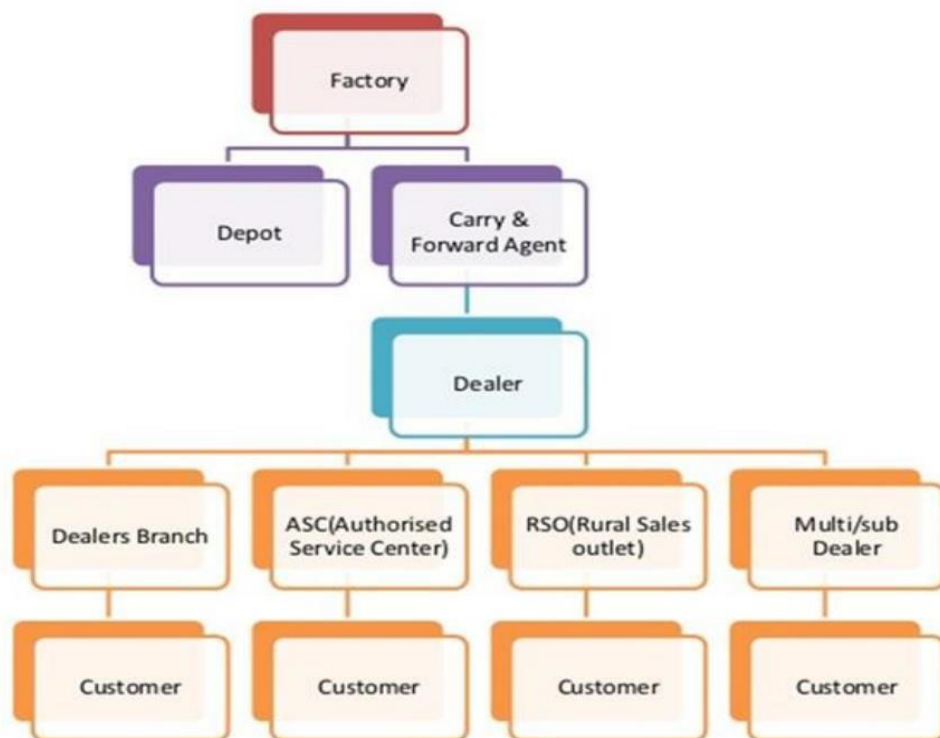 Factory
Depot
Carry &
Forward Agent
Dealer
Dealers Branch
ASC(Authorised
Service Center)
RSO(Rural Sales
outlet)
Multi/sub
Dealer
Customer
Customer
Customer
Customer